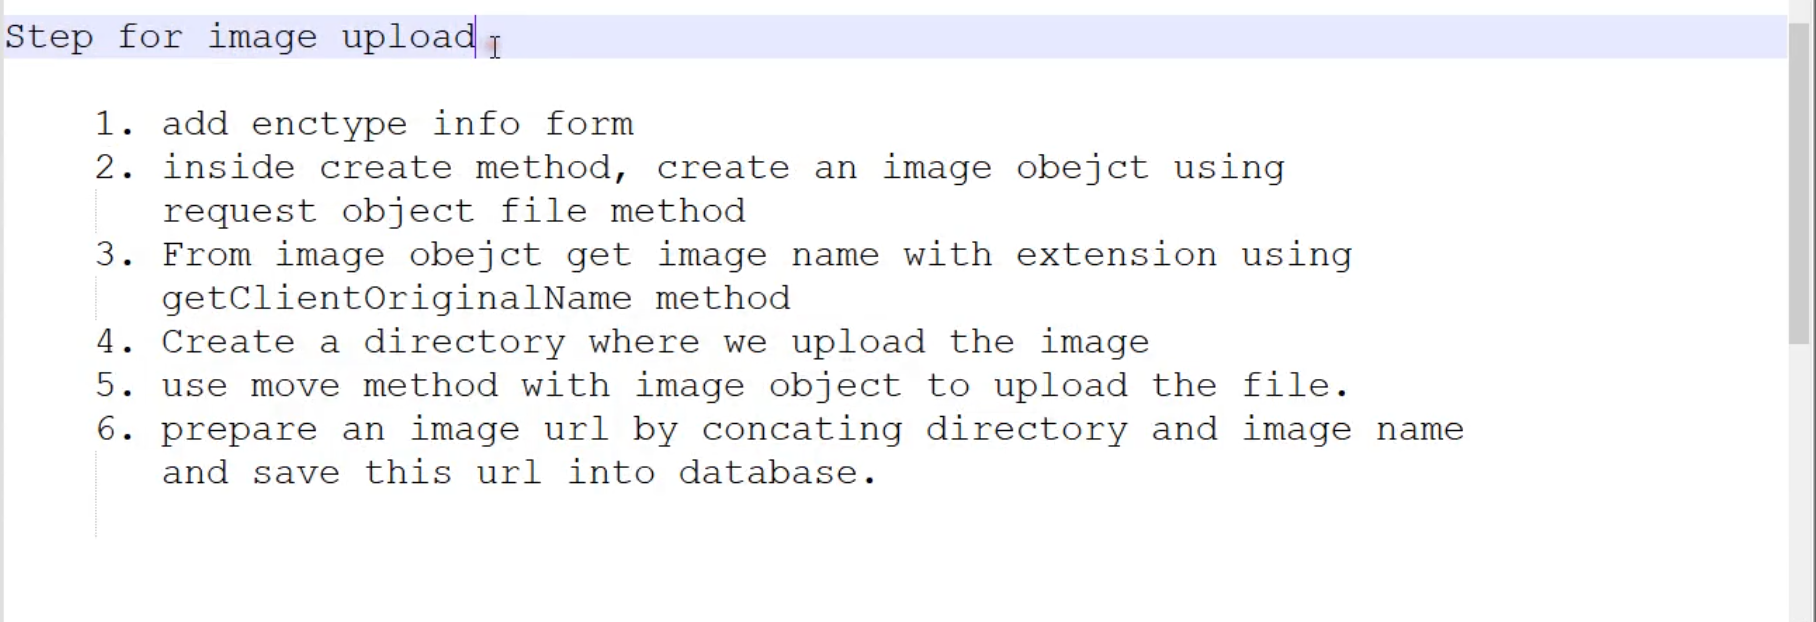 Step for image upload
1. add enctype info form
2. inside create method, create an image obejct using
request object file method
3. From image obejct get image name with extension using
getClientOriginalName method
4. Create a directory where we upload the image
5. use move method with image object to upload the file.
6. prepare an image url by concating directory and image name
and save this url into database.